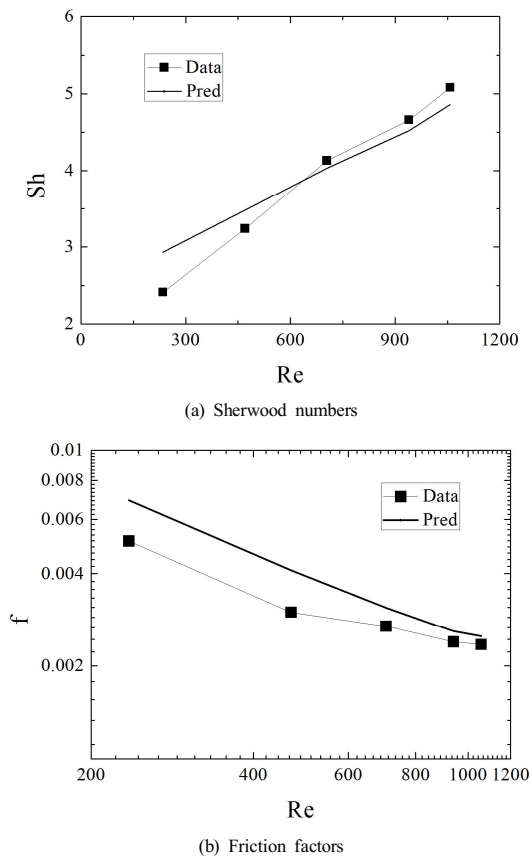 6
5
4
3
2
Sh
Data
Pred
0 300 600 900 1200
Re
(a) Sherwood numbers
0.01
0.008
0.006
0.004
0.002
f
Data
Pred
200 400 600 800 1000 1200
Re
(b) Friction factors